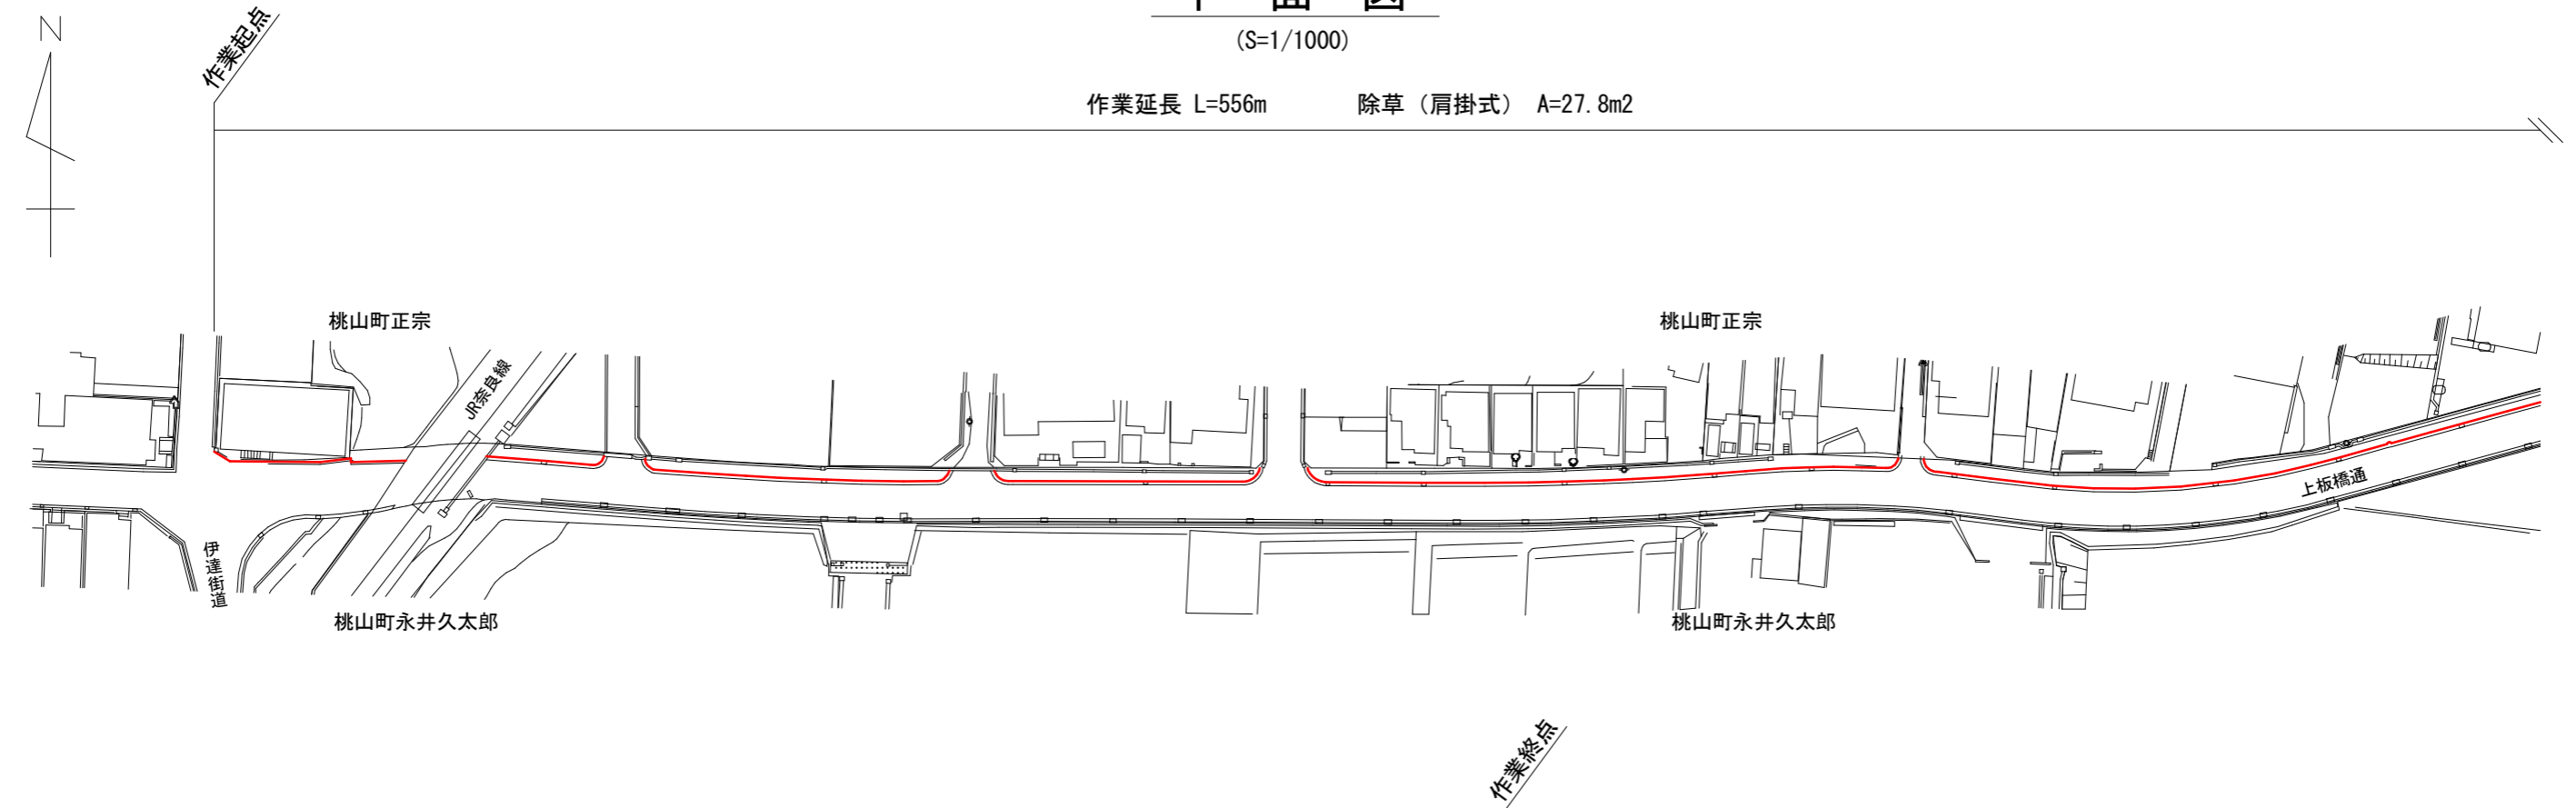 平 面 図
(S=1/1000)
N
作業起点
作業延長 L=556m 除草（肩掛式） A=27.8m2
桃山町正宗
桃山町正宗
JR奈良線
上板橋通
伊達街道
桃山町永井久太郎
桃山町永井久太郎
作業終点